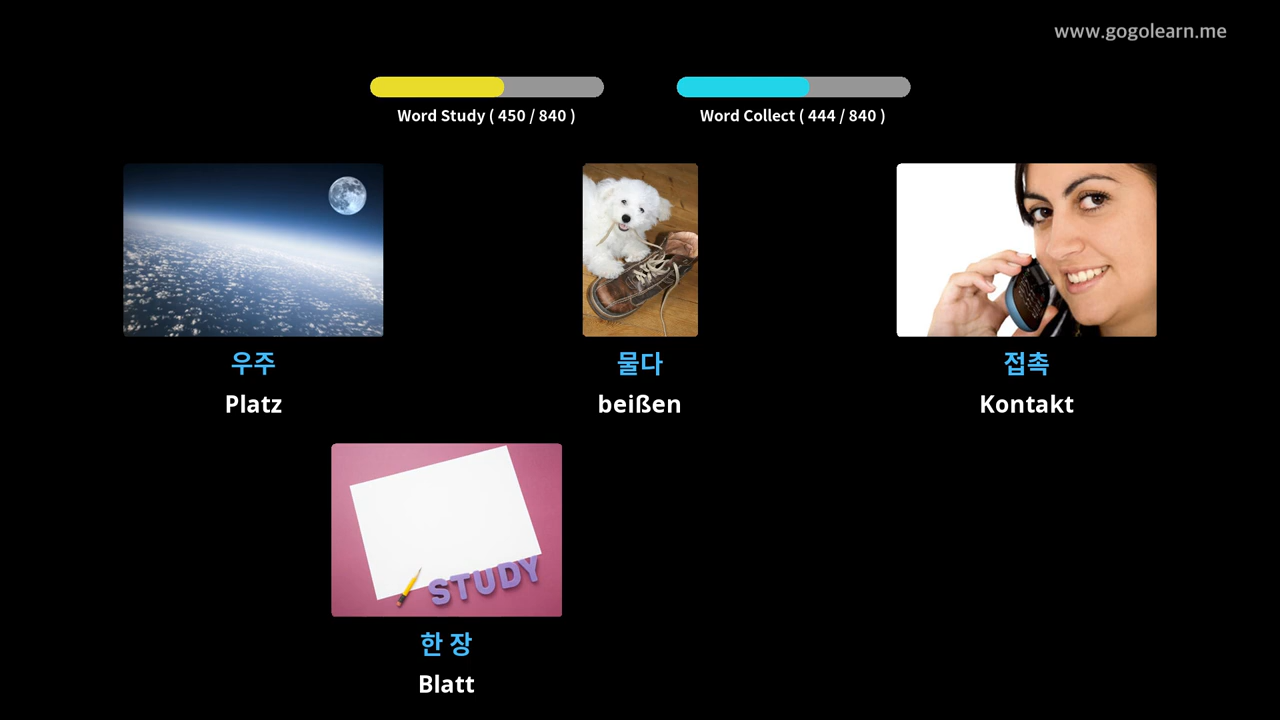 www.gogolearn.me
Word Study ( 450 / 840 )
Word Collect ( 444 / 840 )
우주
Platz
물다
beißen
접촉
Kontakt
STUDY
한 장
Blatt